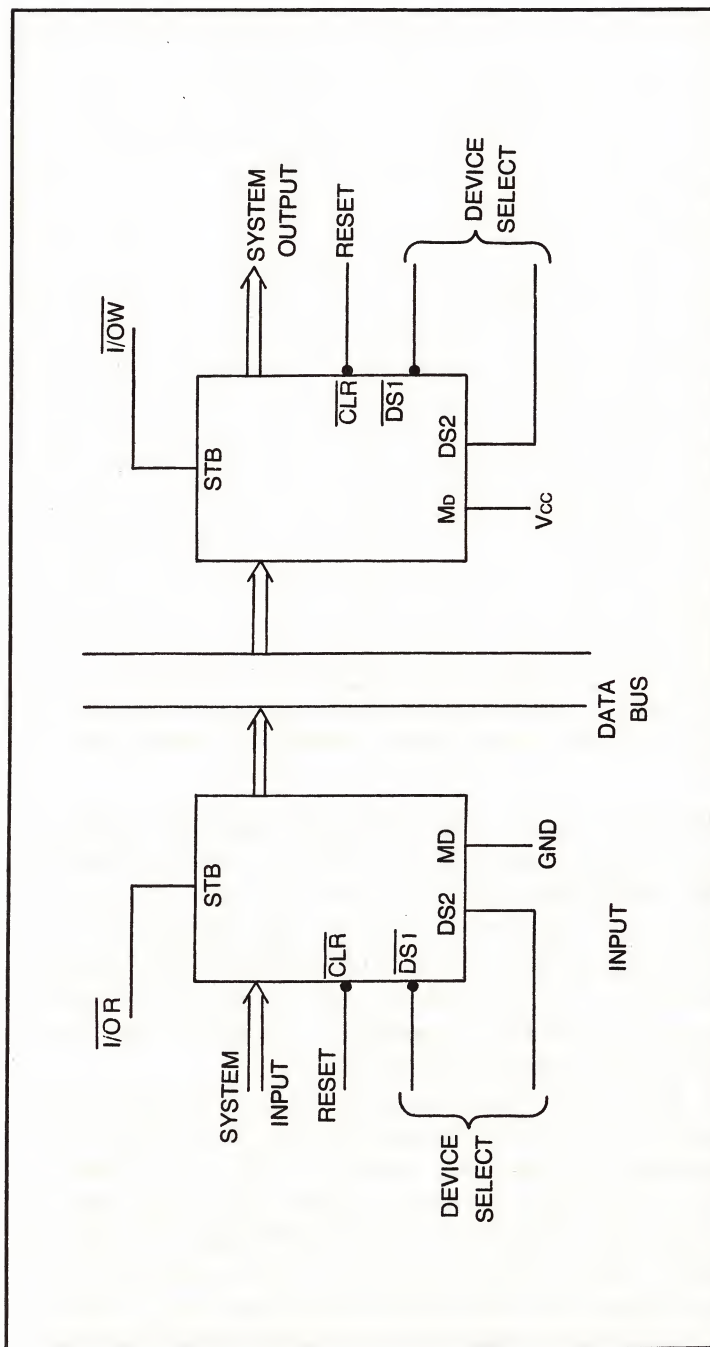 I/OR
I/OW
STB
STB
SYSTEM
INPUT
SYSTEM
OUTPUT
RESET
CLR
CLR
RESET
DS1
DS1
DEVICE
SELECT
DS2 MD
MD DS2
DEVICE
SELECT
GND
Vcc
INPUT
DATA
BUS